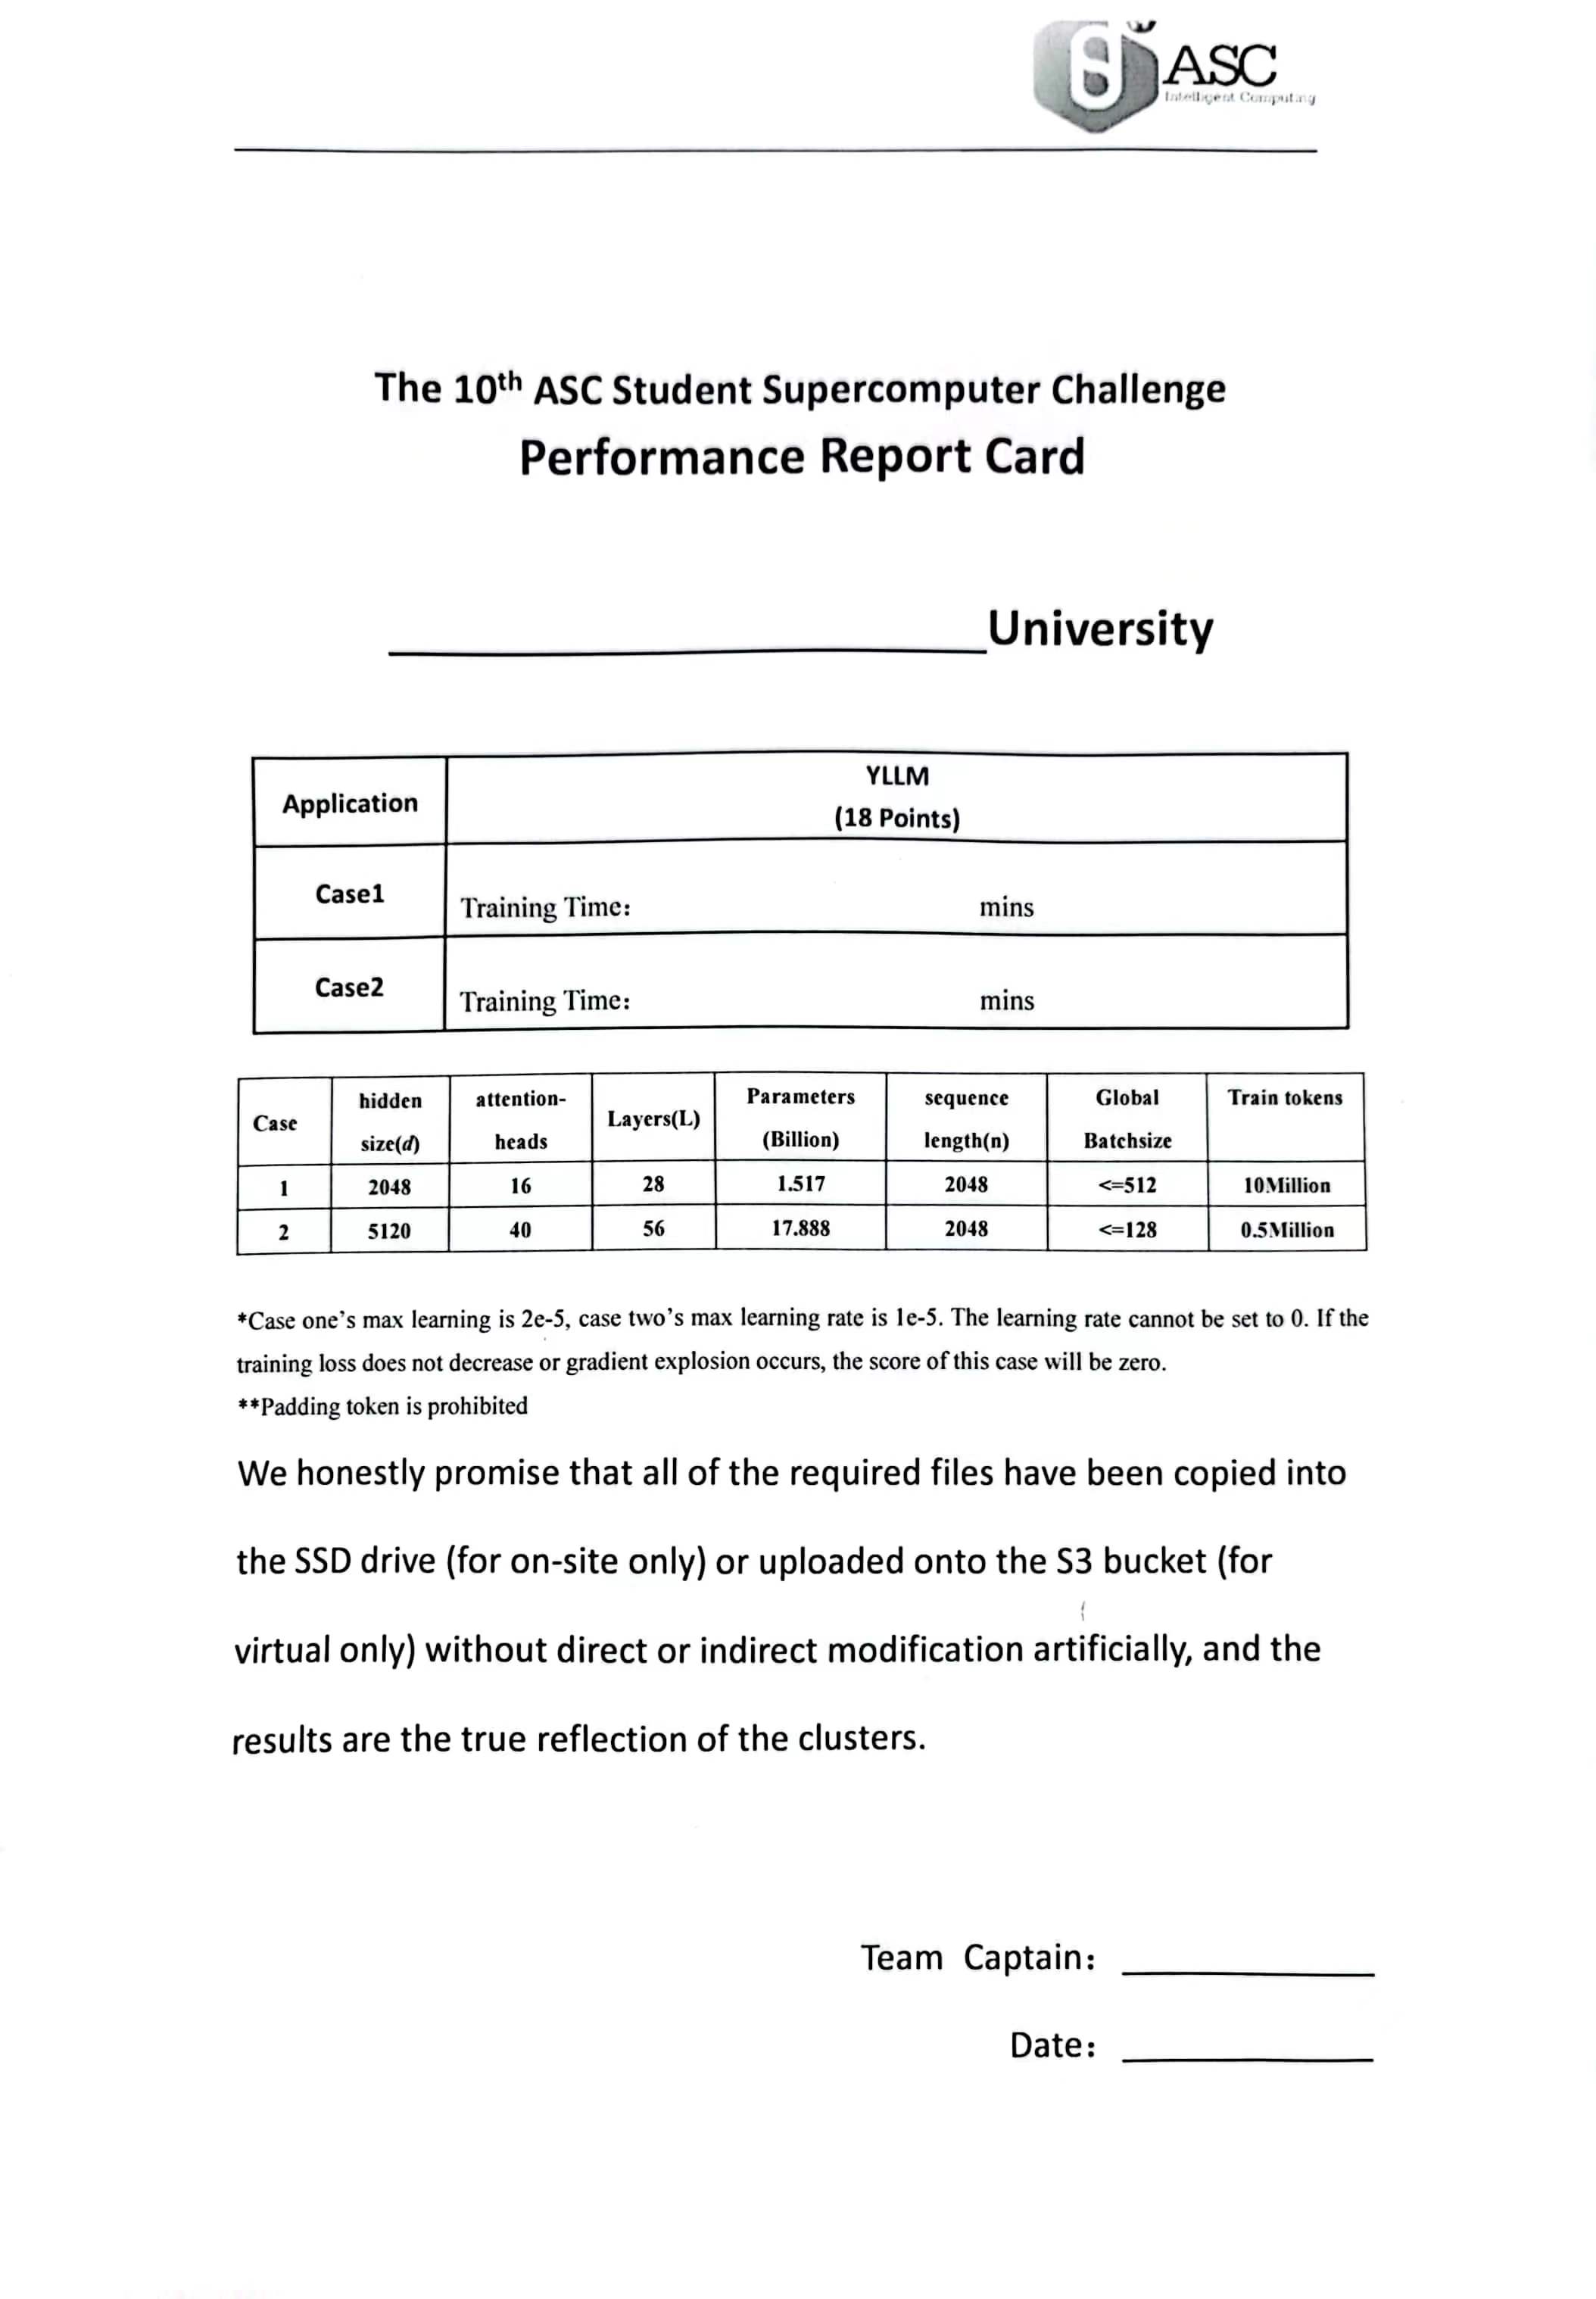 ASC
Intelligent Computing
The 10th ASC Student Supercomputer Challenge
Performance Report Card
University
Application YLLM
(18 Points)
Case1 Training Time: mins
Case2 Training Time: mins
Case hidden size(d) attention-heads Layers(L) Parameters (Billion) sequence length(n) Global Batchsize Train tokens
1 2048 16 28 1.517 2048 <=512 10Million
2 5120 40 56 17.888 2048 <=128 0.5Million
*Case one's max learning is 2e-5, case two's max learning rate is 1e-5. The learning rate cannot be set to 0. If the
training loss does not decrease or gradient explosion occurs, the score of this case will be zero.
**Padding token is prohibited
We honestly promise that all of the required files have been copied into
the SSD drive (for on-site only) or uploaded onto the S3 bucket (for
virtual only) without direct or indirect modification artificially, and the
results are the true reflection of the clusters.
Team Captain:
Date: